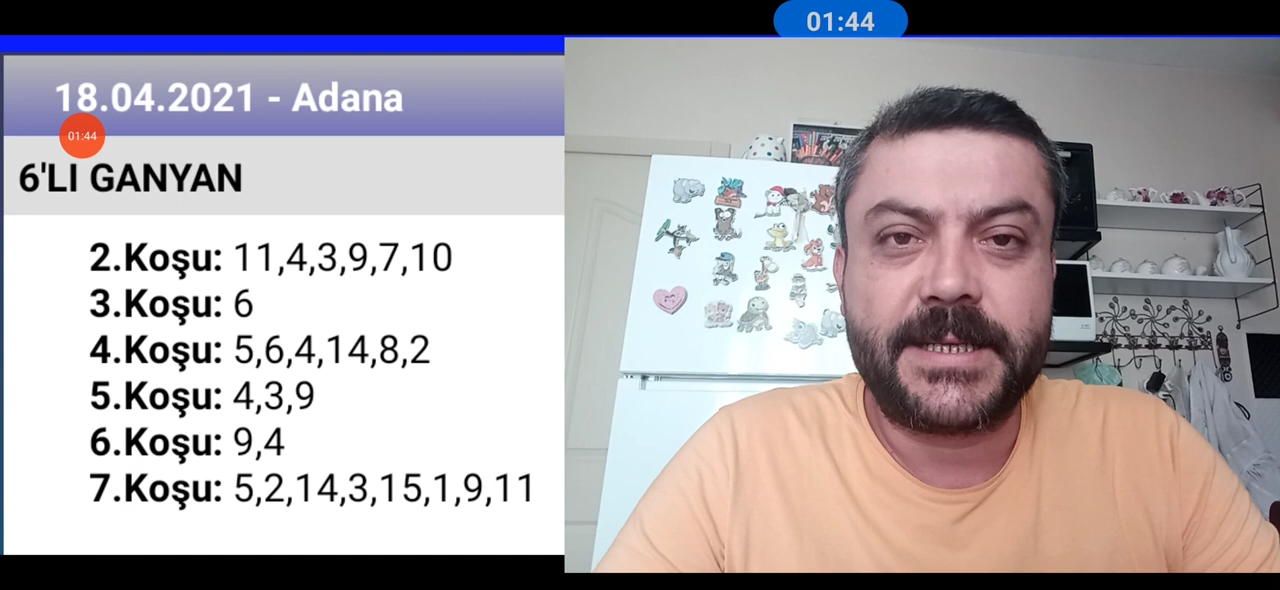 01:44
18.04.2021 - Adana
01:44
6'LI GANYAN
2.Koşu: 11,4,3,9,7,10
3.Koşu: 6
4.Koşu: 5,6,4,14,8,2
5.Koşu: 4,3,9
6.Koşu: 9,4
7.Koşu: 5,2,14,3,15,1,9,11